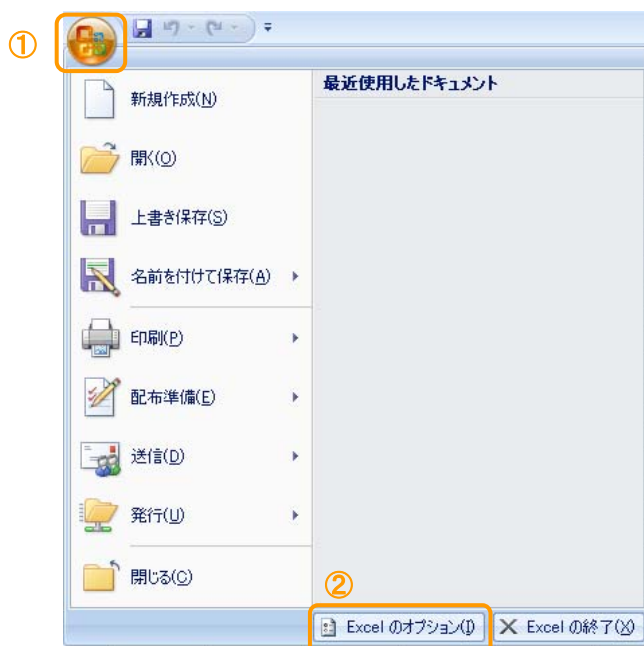 ①
最近使用したドキュメント
新規作成(N)
開く(O)
上書き保存(S)
名前を付けて保存(A)
印刷(P)
配布準備(E)
送信(D)
発行(U)
閉じる(C)
②
Excel のオプション(I)
Excel の終了(X)